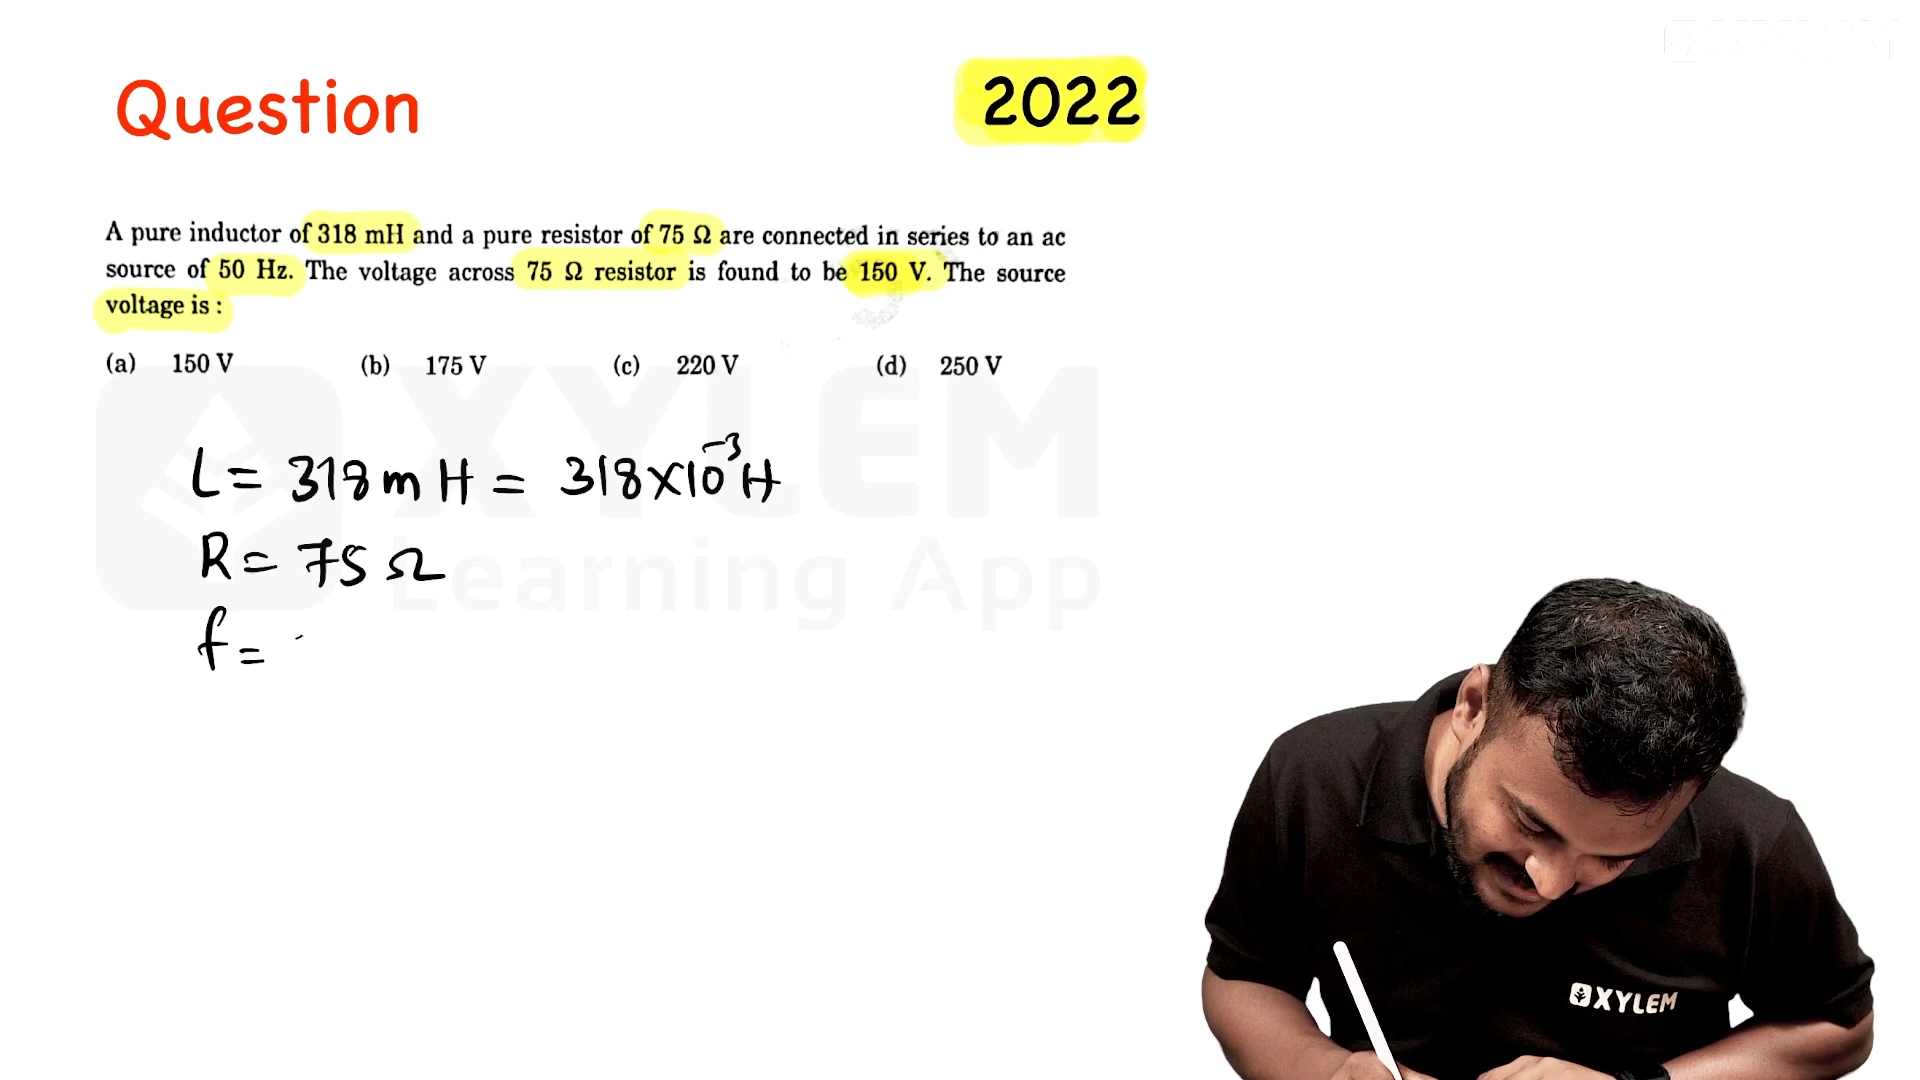 Question
2022
A pure inductor of 318 mH and a pure resistor of 75 Ω are connected in series to an ac
source of 50 Hz. The voltage across 75 Ω resistor is found to be 150 V. The source
voltage is :
(a) 150 V (b) 175 V (c) 220 V (d) 250 V
XYLEM
Learning App
L = 318 m H = 318×10⁻³ H
R = 75 Ω
f =
XYLEM